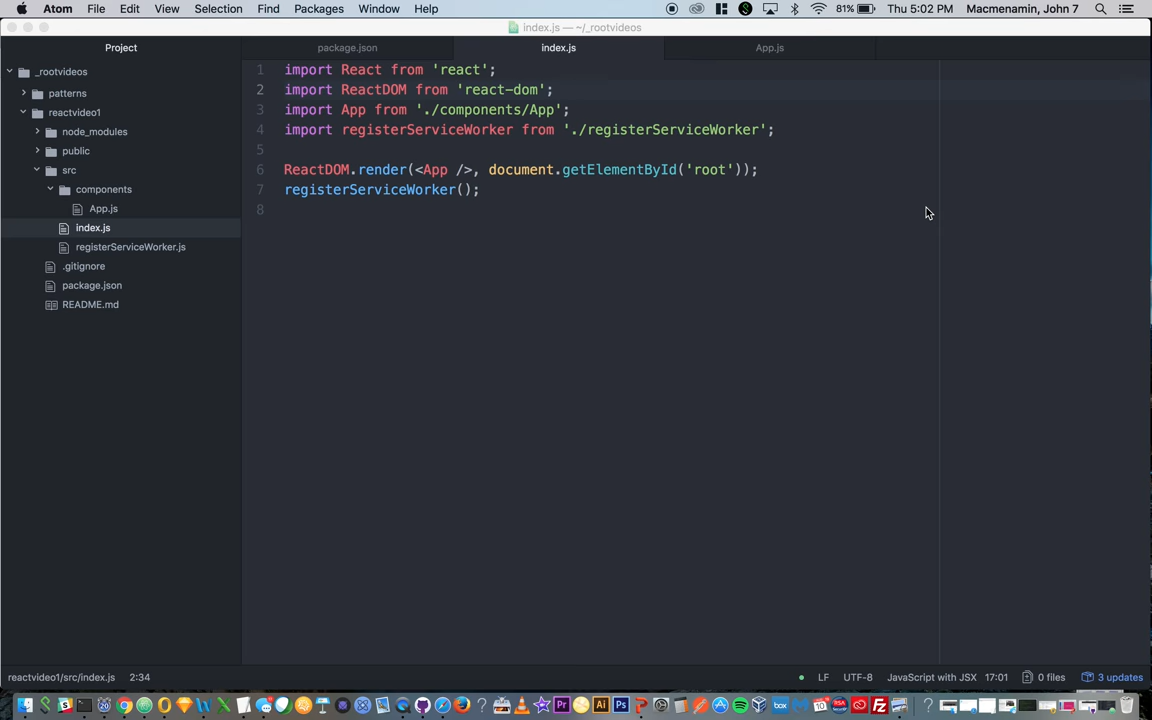 Atom File Edit View Selection Find Packages Window Help 81% Thu 5:02 PM Macmenamin, John 7
index.js — ~/_rootvideos
Project package.json index.js App.js
_rootvideos
patterns
reactvideo1
node_modules
public
src
components
App.js
index.js
registerServiceWorker.js
.gitignore
package.json
README.md
1 import React from 'react';
2 import ReactDOM from 'react-dom';
3 import App from './components/App';
4 import registerServiceWorker from './registerServiceWorker';
5
6 ReactDOM.render(<App />, document.getElementById('root'));
7 registerServiceWorker();
8
reactvideo1/src/index.js 2:34 LF UTF-8 JavaScript with JSX 17:01 0 files 3 updates